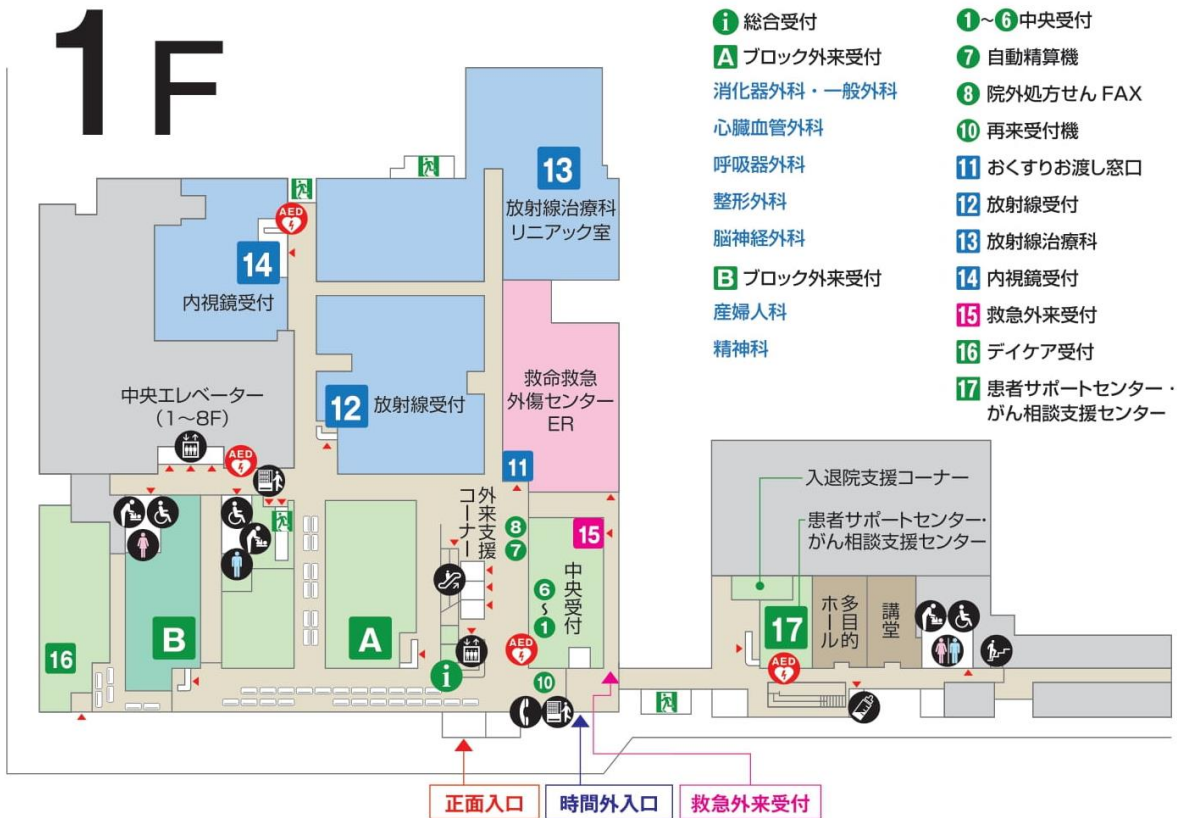 1F
i 総合受付
A ブロック外来受付
消化器外科・一般外科
心臓血管外科
呼吸器外科
整形外科
脳神経外科
B ブロック外来受付
産婦人科
精神科
1～6 中央受付
7 自動精算機
8 院外処方せん FAX
10 再来受付機
11 おくすりお渡し窓口
12 放射線受付
13 放射線治療科
14 内視鏡受付
15 救急外来受付
16 デイケア受付
17 患者サポートセンター・
がん相談支援センター
13
放射線治療科
リニアック室
AED
14
内視鏡受付
救命救急
外傷センター
ER
中央エレベーター
（1～8F）
12 放射線受付
AED
11
外来支援
コーナー
8
7
15
中央受付
6
～
1
入退院支援コーナー
患者サポートセンター・
がん相談支援センター
16
B
A
i
AED
10
17
AED
多目的
ホール
講堂
正面入口
時間外入口
救急外来受付